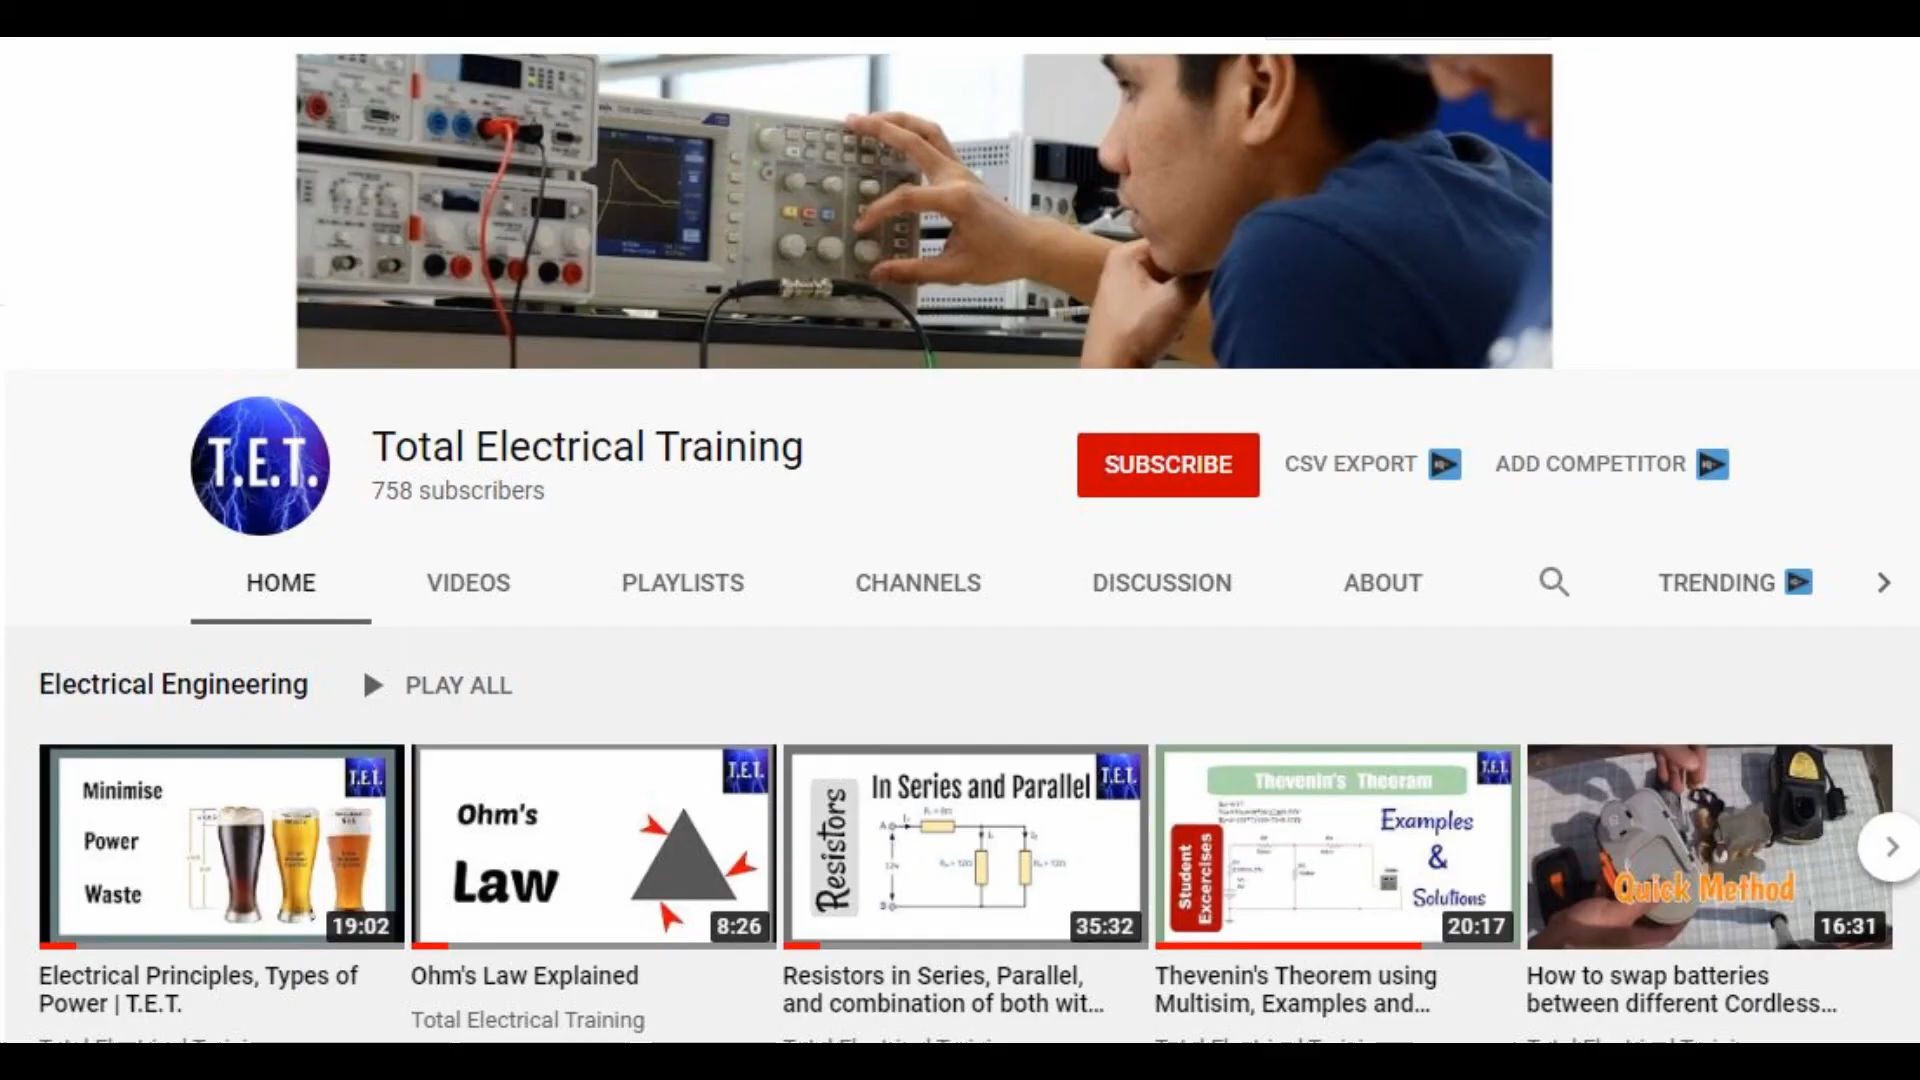 T.E.T.
Total Electrical Training
758 subscribers
SUBSCRIBE
CSV EXPORT
ADD COMPETITOR
HOME
VIDEOS
PLAYLISTS
CHANNELS
DISCUSSION
ABOUT
TRENDING
Electrical Engineering
PLAY ALL
Minimise
Power
Waste
T.E.T.
19:02
Ohm's
Law
T.E.T.
8:26
In Series and Parallel
Resistors
T.E.T.
35:32
Thevenin's Theoram
Examples
&
Solutions
Student
Excercises
T.E.T.
20:17
Quick Method
16:31
Electrical Principles, Types of
Power | T.E.T.
Ohm's Law Explained
Total Electrical Training
Resistors in Series, Parallel,
and combination of both wit...
Thevenin's Theorem using
Multisim, Examples and...
How to swap batteries
between different Cordless...